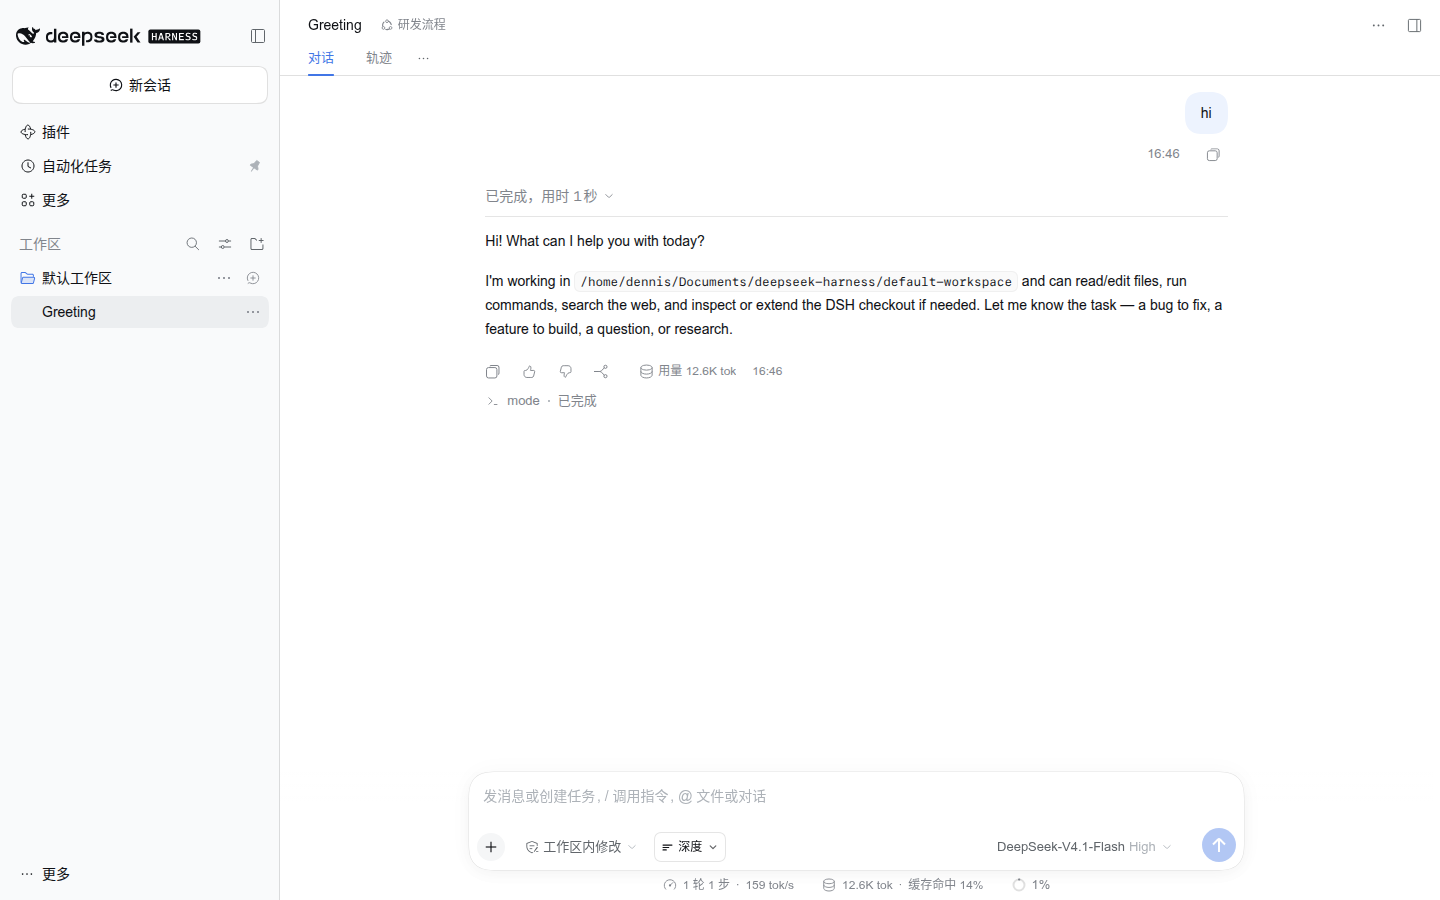 deepseek HARNESS
新会话
插件
自动化任务
更多
工作区
默认工作区
Greeting
更多
Greeting 研发流程
对话 轨迹
hi
16:46
已完成，用时 1 秒
Hi! What can I help you with today?
I'm working in /home/dennis/Documents/deepseek-harness/default-workspace and can read/edit files, run
commands, search the web, and inspect or extend the DSH checkout if needed. Let me know the task — a bug to fix, a
feature to build, a question, or research.
用量 12.6K tok 16:46
mode · 已完成
发消息或创建任务, / 调用指令, @ 文件或对话
工作区内修改 深度 DeepSeek-V4.1-Flash High
1 轮 1 步 · 159 tok/s 12.6K tok · 缓存命中 14% 1%